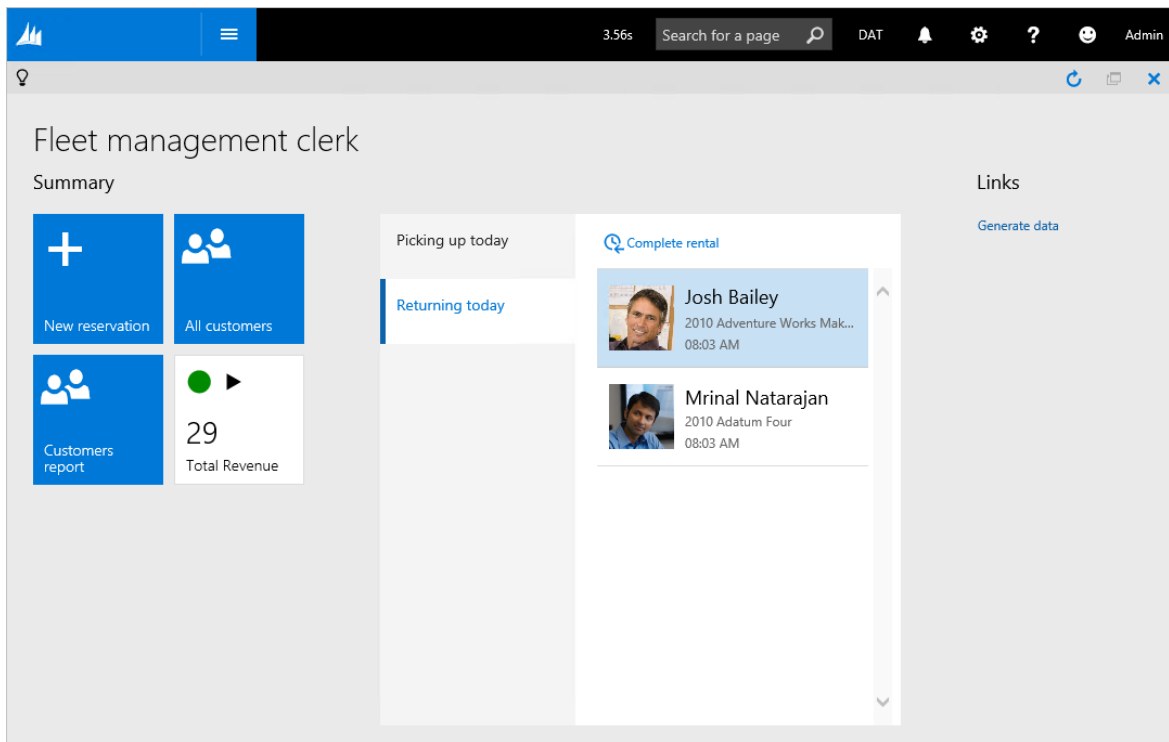 3.56s
Search for a page
DAT
?
Admin
Fleet management clerk
Summary
New reservation
All customers
Customers
report
29
Total Revenue
Picking up today
Returning today
Complete rental
Josh Bailey
2010 Adventure Works Mak...
08:03 AM
Mrinal Natarajan
2010 Adatum Four
08:03 AM
Links
Generate data